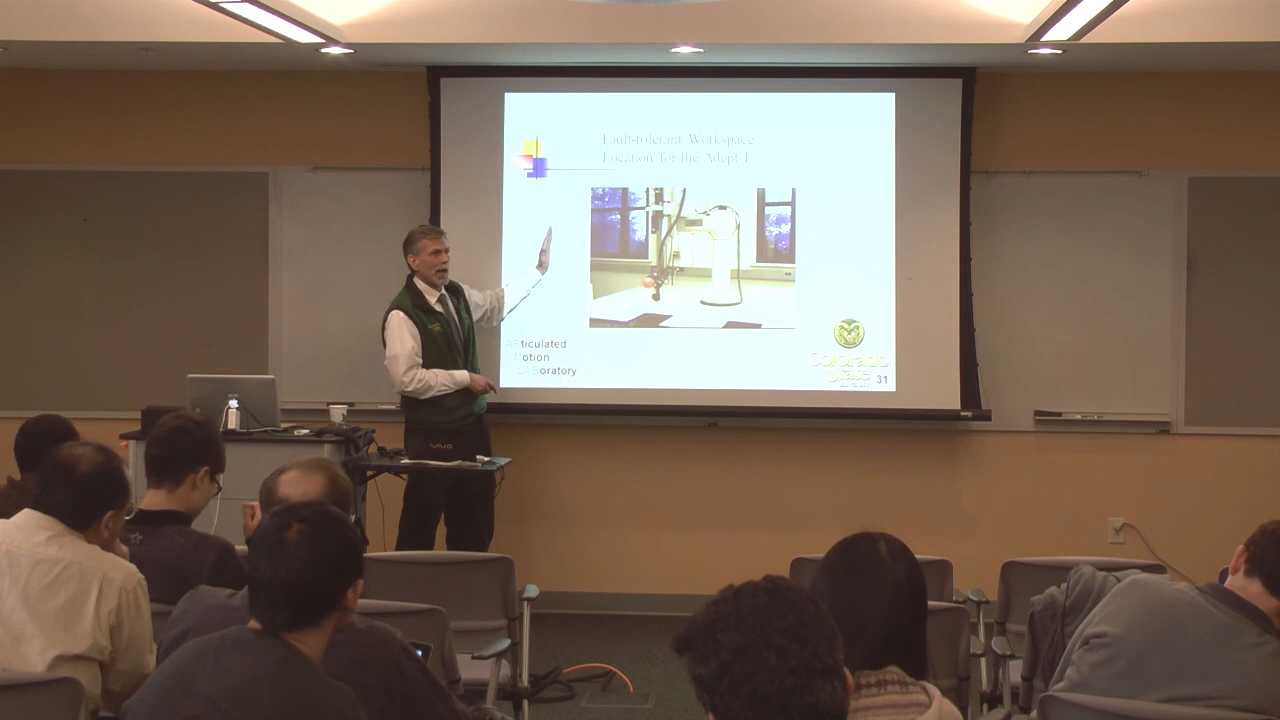 Fault-tolerant Workspace
Location for the Adept I
ARticulated
Motion
LABoratory
Colorado
State
31
VAIO